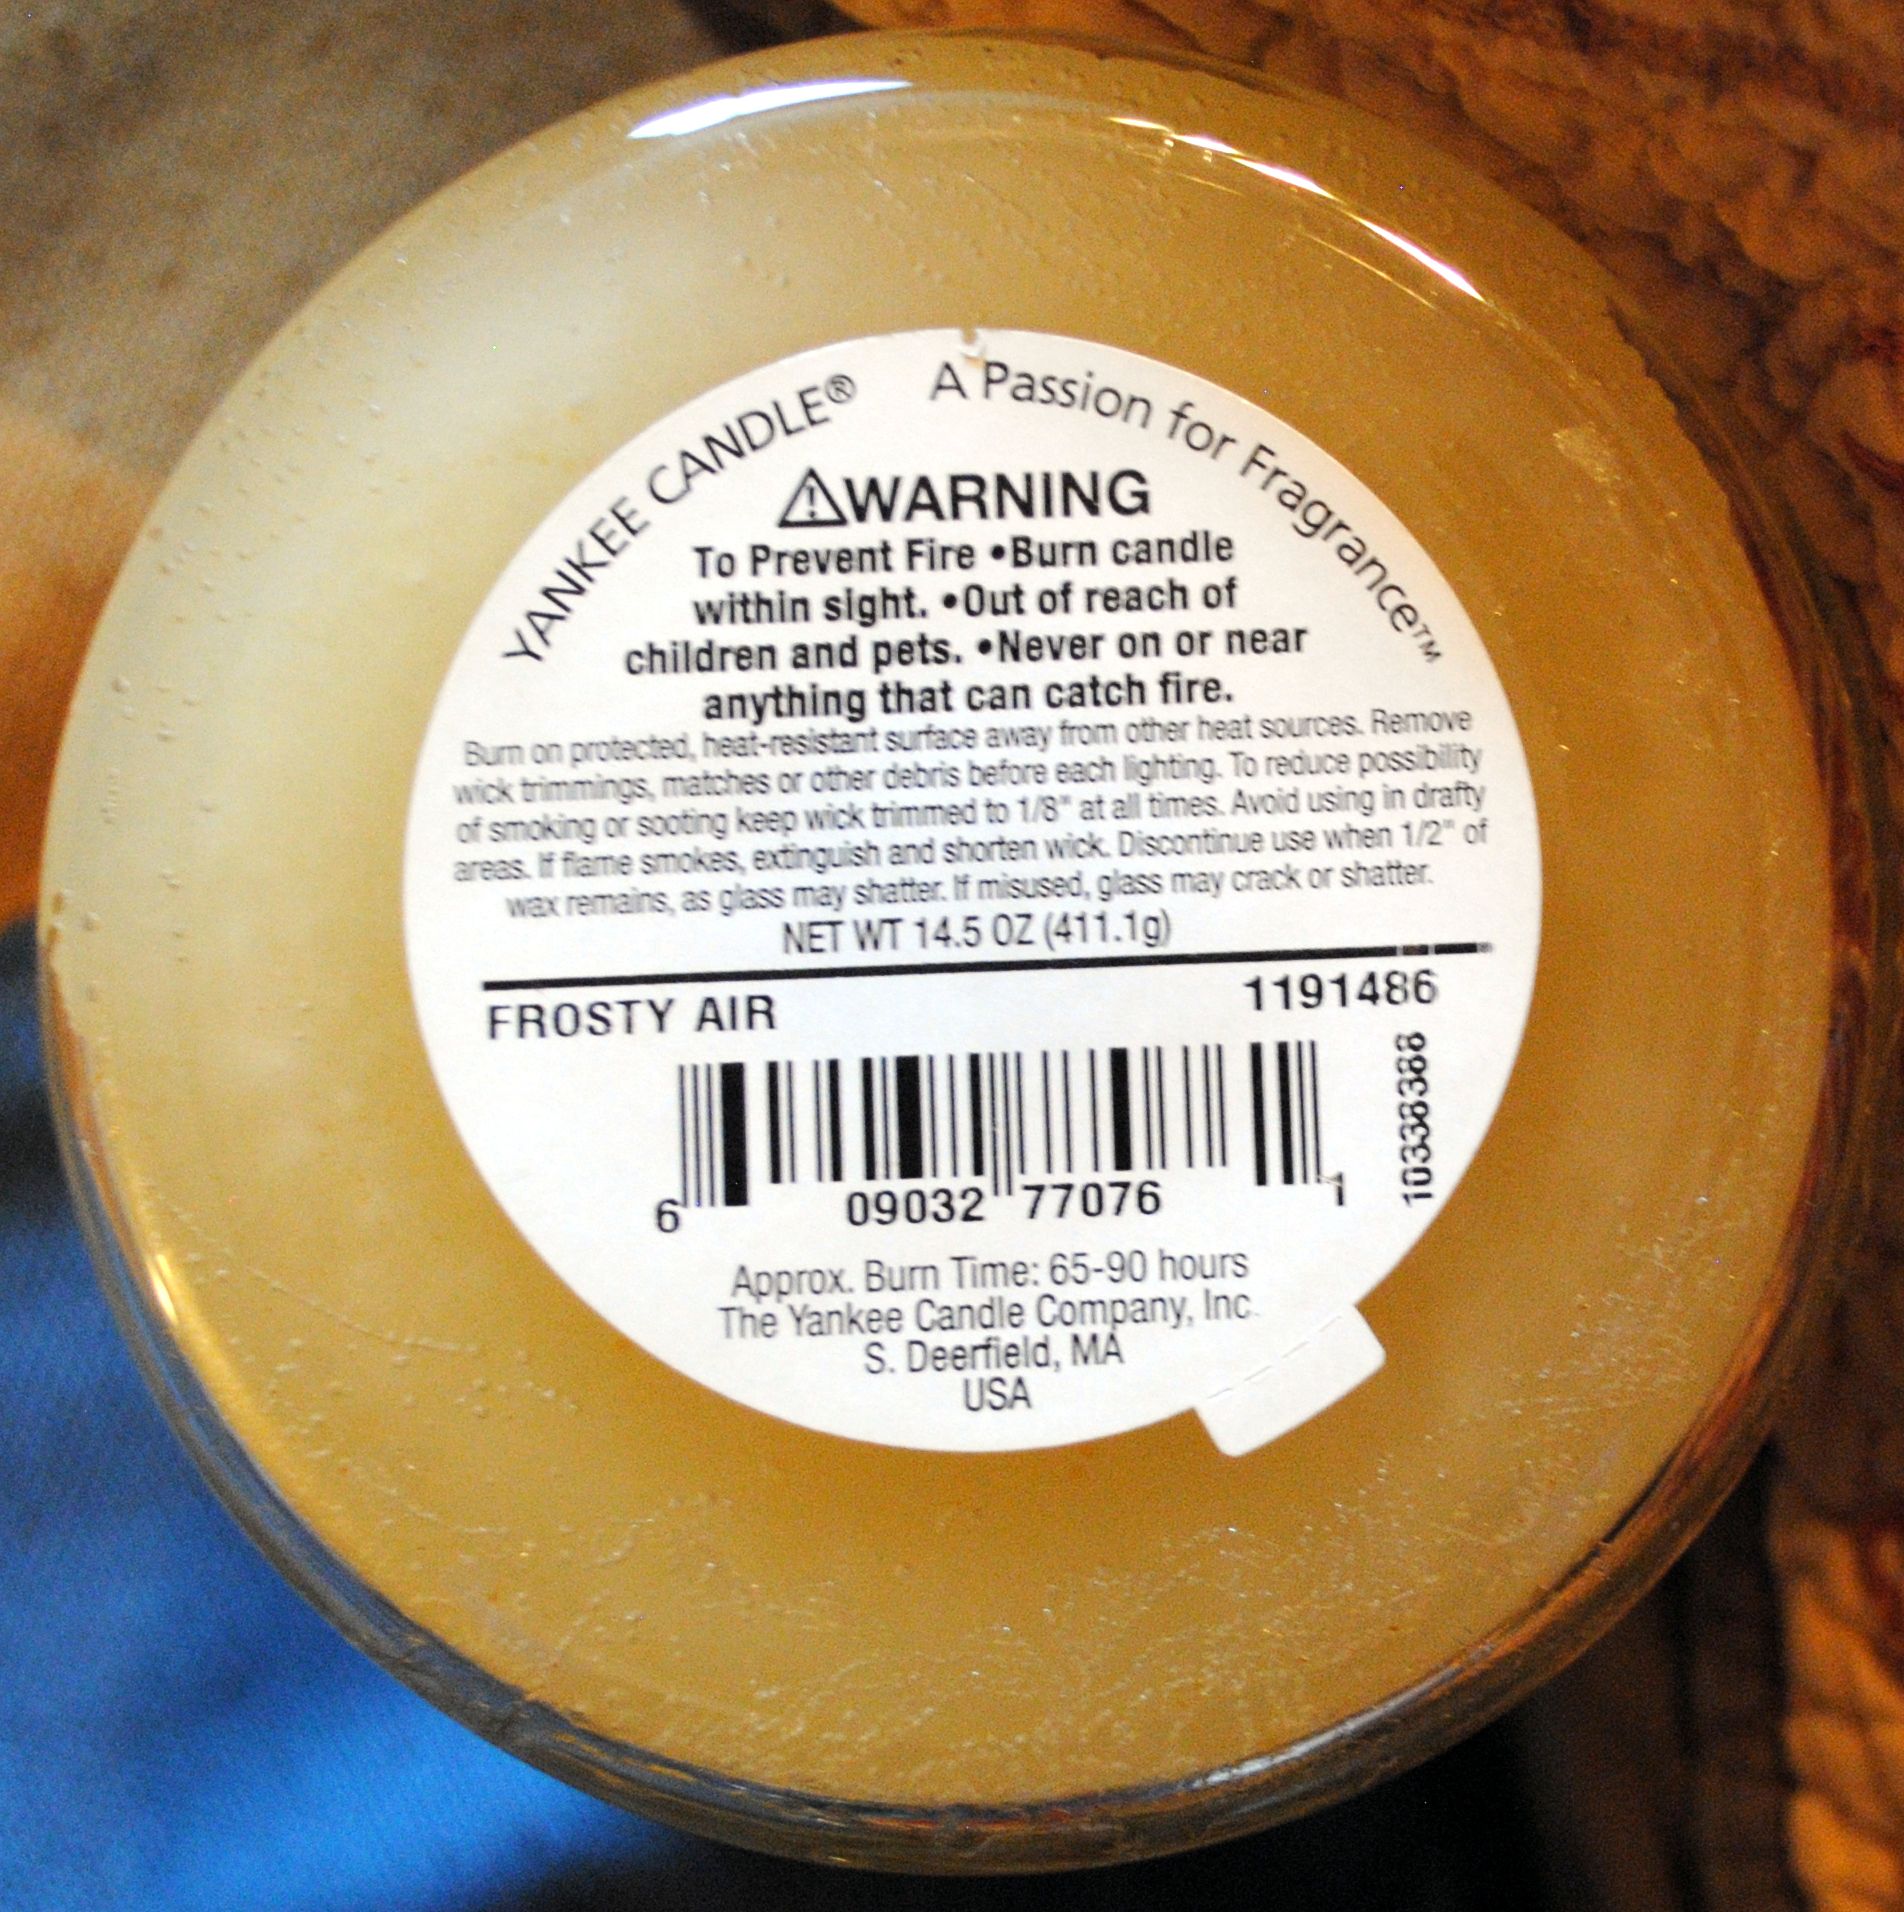 YANKEE CANDLE® A Passion for Fragrance™
⚠WARNING
To Prevent Fire •Burn candle
within sight. •Out of reach of
children and pets. •Never on or near
anything that can catch fire.
Burn on protected, heat-resistant surface away from other heat sources. Remove
wick trimmings, matches or other debris before each lighting. To reduce possibility
of smoking or sooting keep wick trimmed to 1/8" at all times. Avoid using in drafty
areas. If flame smokes, extinguish and shorten wick. Discontinue use when 1/2" of
wax remains, as glass may shatter. If misused, glass may crack or shatter.
NET WT 14.5 OZ (411.1g)
FROSTY AIR 1191486
10338388
6 09032 77076 1
Approx. Burn Time: 65-90 hours
The Yankee Candle Company, Inc.
S. Deerfield, MA
USA